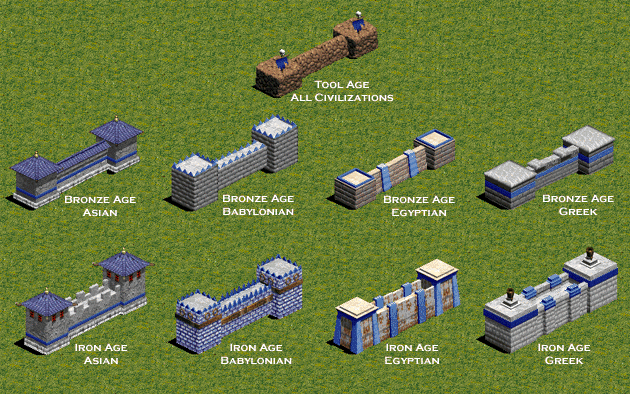 Tool Age
All Civilizations
Bronze Age
Asian
Bronze Age
Babylonian
Bronze Age
Egyptian
Bronze Age
Greek
Iron Age
Asian
Iron Age
Babylonian
Iron Age
Egyptian
Iron Age
Greek